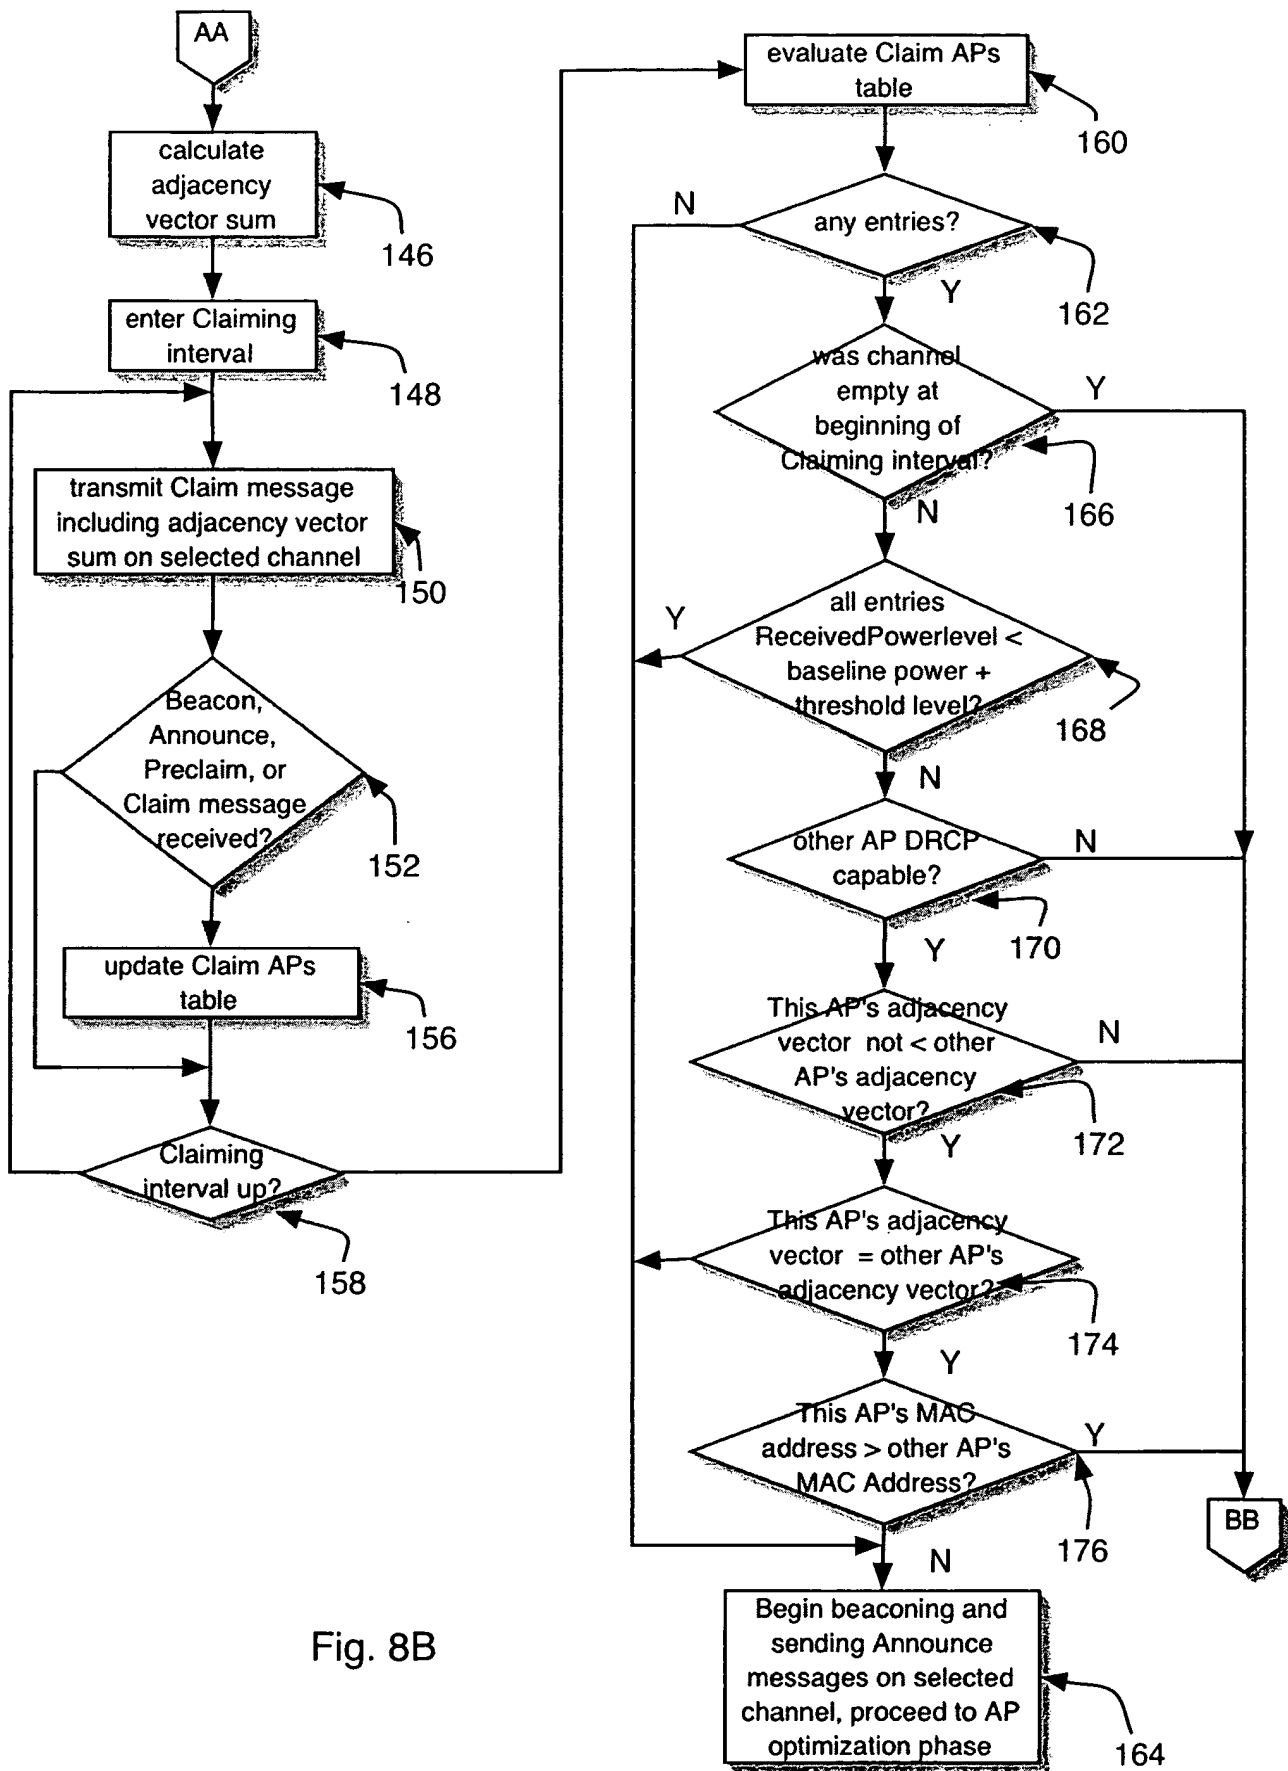 AA
calculate
adjacency
vector sum
146
enter Claiming
interval
148
transmit Claim message
including adjacency vector
sum on selected channel
150
Beacon,
Announce,
Preclaim, or
Claim message
received?
152
update Claim APs
table
156
Claiming
interval up?
158
evaluate Claim APs
table
160
any entries?
N
Y
162
was channel
empty at
beginning of
Claiming interval?
Y
N
166
all entries
ReceivedPowerlevel <
baseline power +
threshold level?
Y
N
168
other AP DRCP
capable?
N
Y
170
This AP's adjacency
vector not < other
AP's adjacency
vector?
N
Y
172
This AP's adjacency
vector = other AP's
adjacency vector?
Y
174
This AP's MAC
address > other AP's
MAC Address?
Y
N
176
BB
Begin beaconing and
sending Announce
messages on selected
channel, proceed to AP
optimization phase
164
Fig. 8B